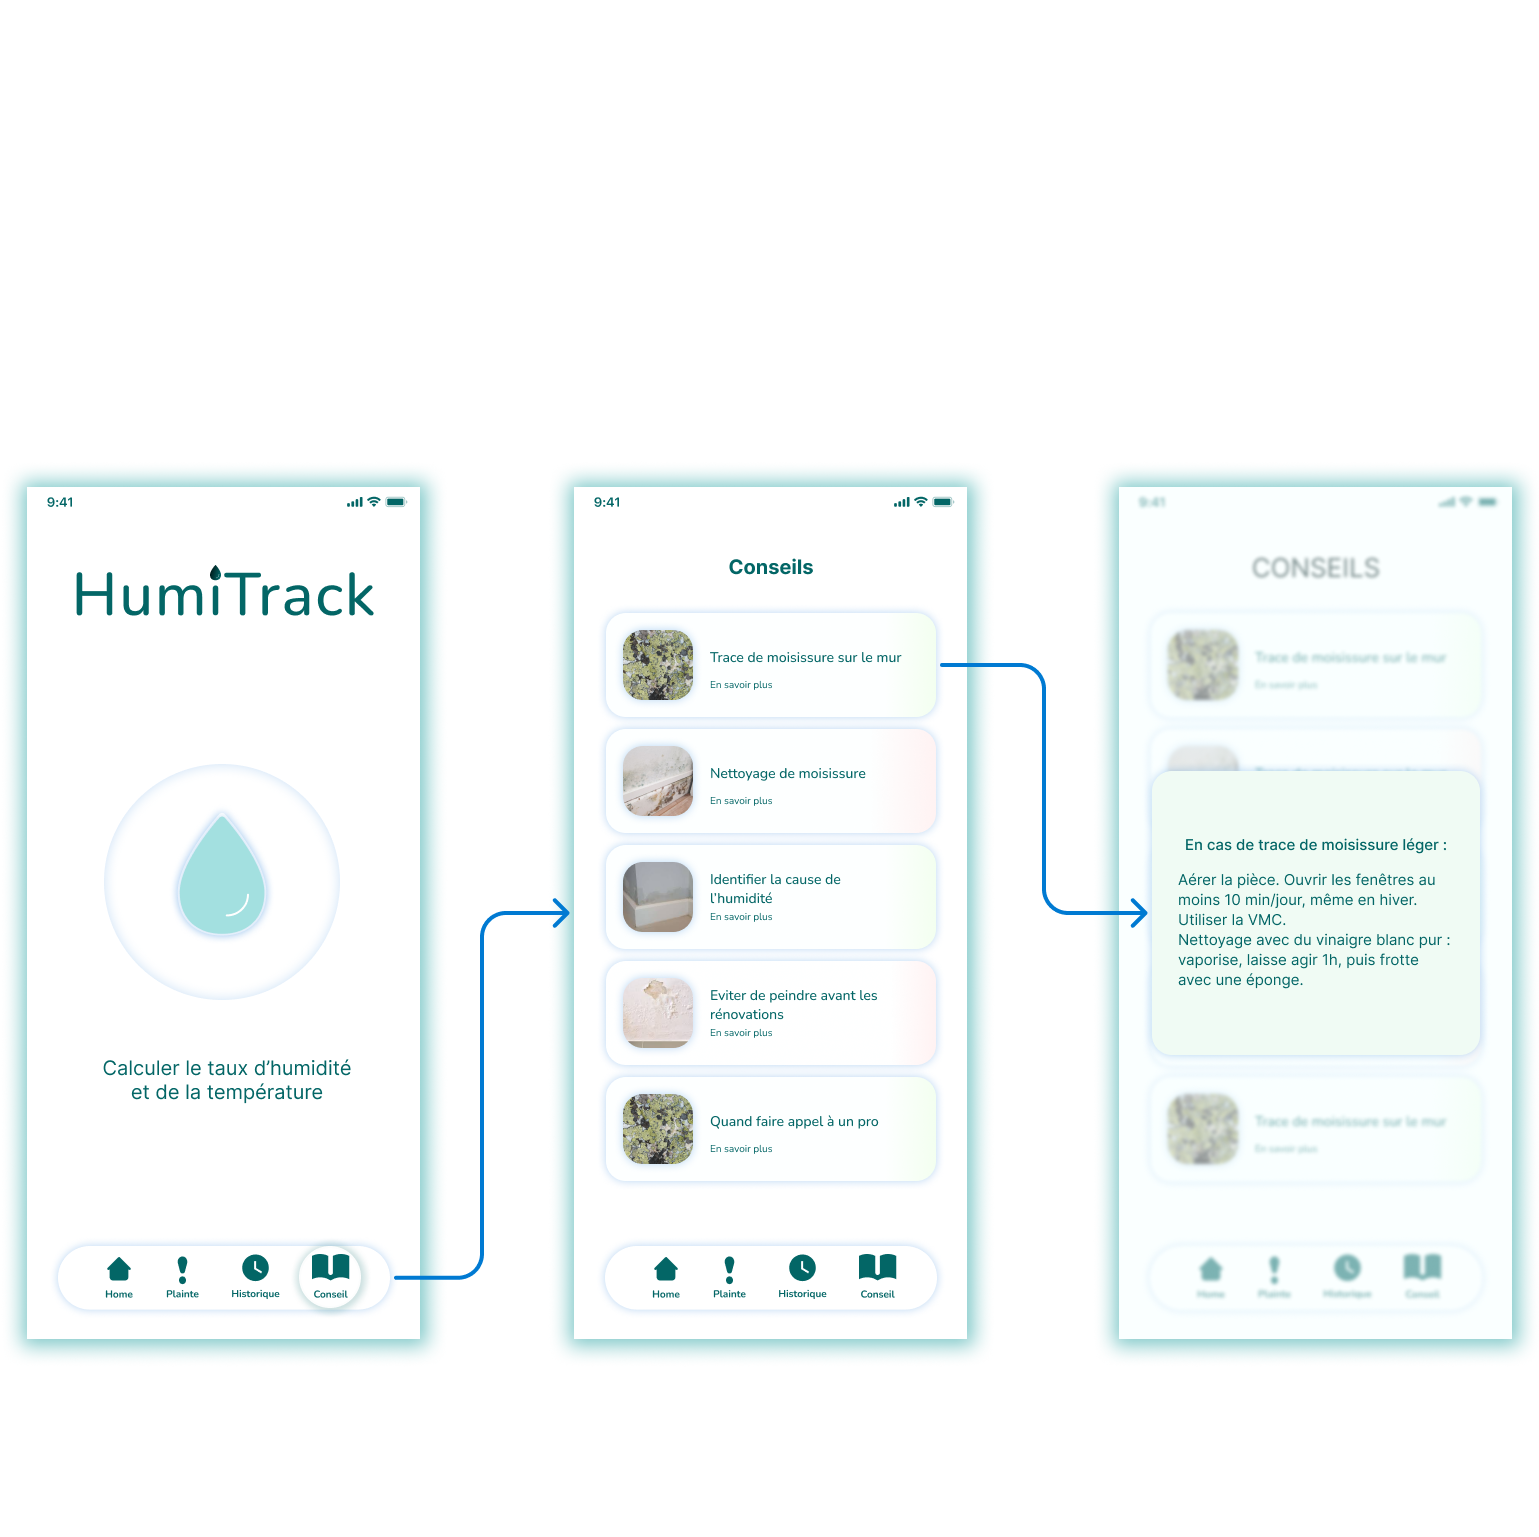 9:41
HumiTrack
Calculer le taux d’humidité
et de la température
Home
Plainte
Historique
Conseil
9:41
Conseils
Trace de moisissure sur le mur
En savoir plus
Nettoyage de moisissure
En savoir plus
Identifier la cause de
l’humidité
En savoir plus
Eviter de peindre avant les
rénovations
En savoir plus
Quand faire appel à un pro
En savoir plus
Home
Plainte
Historique
Conseil
9:41
CONSEILS
Trace de moisissure sur le mur
En savoir plus
En cas de trace de moisissure léger :
Aérer la pièce. Ouvrir les fenêtres au
moins 10 min/jour, même en hiver.
Utiliser la VMC.
Nettoyage avec du vinaigre blanc pur :
vaporise, laisse agir 1h, puis frotte
avec une éponge.
Trace de moisissure sur le mur
En savoir plus
Home
Plainte
Historique
Conseil